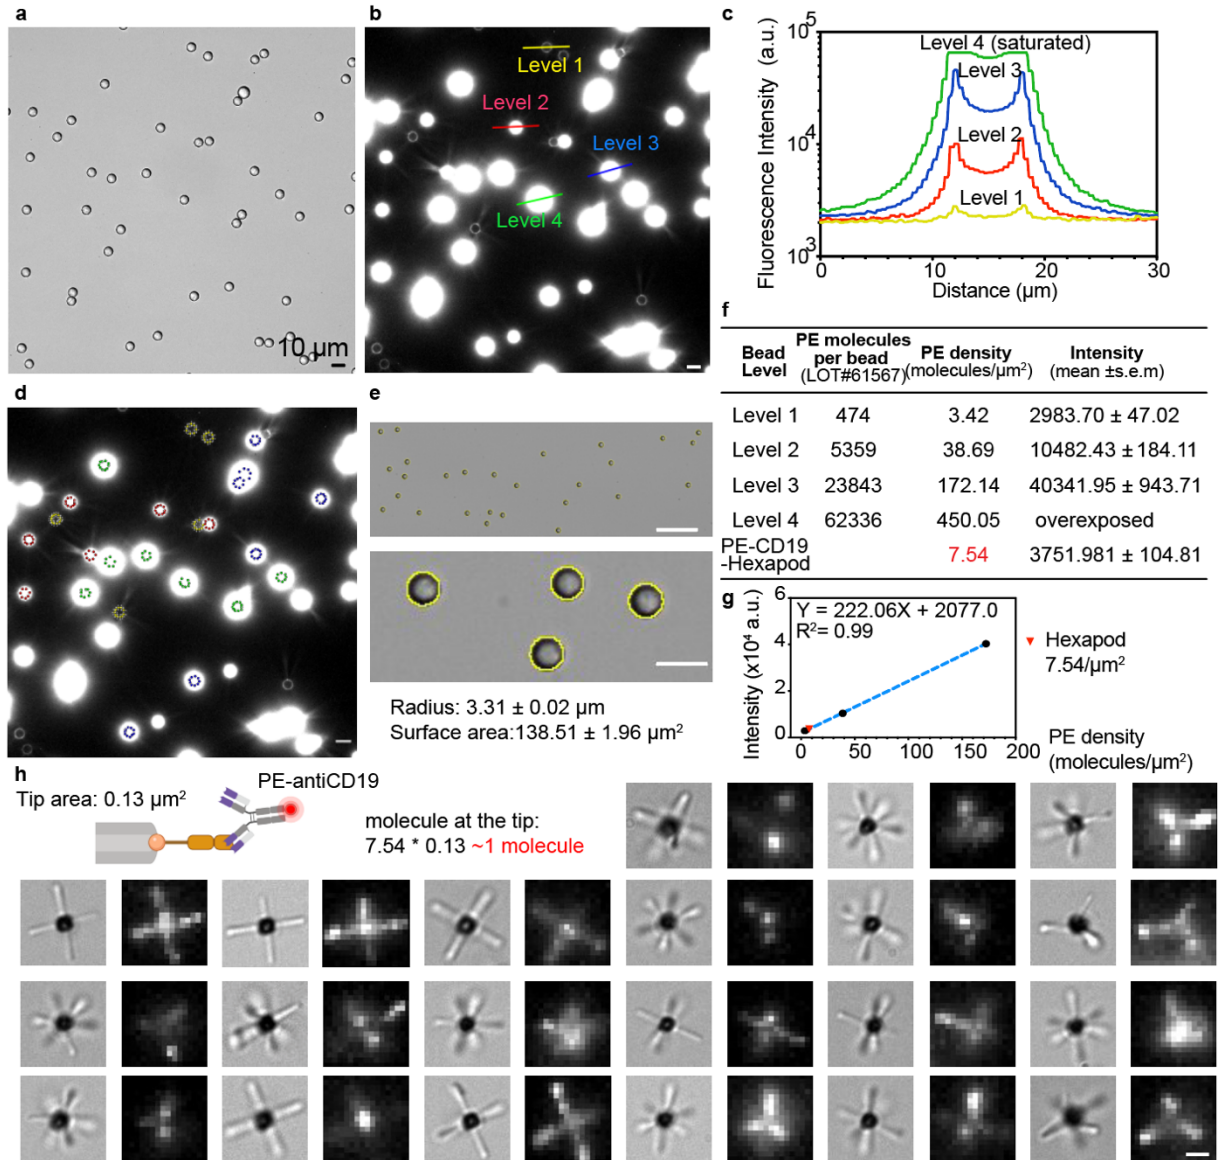 a
10 µm
b
Level 1
Level 2
Level 3
Level 4
c
Fluorescence Intensity (a.u.)
10⁵
10⁴
10³
Level 4 (saturated)
Level 3
Level 2
Level 1
0 10 20 30
Distance (µm)
d
e
Radius: 3.31 ± 0.02 µm
Surface area:138.51 ± 1.96 µm²
f
Bead Level PE molecules per bead (LOT#61567) PE density (molecules/µm²) Intensity (mean ±s.e.m)
Level 1 474 3.42 2983.70 ± 47.02
Level 2 5359 38.69 10482.43 ± 184.11
Level 3 23843 172.14 40341.95 ± 943.71
Level 4 62336 450.05 overexposed
PE-CD19 -Hexapod 7.54 3751.981 ± 104.81
g
Intensity (x10⁴ a.u.)
6
4
2
0
Y = 222.06X + 2077.0
R²= 0.99
0 50 100 150 200
PE density
(molecules/µm²)
Hexapod
7.54/µm²
h
Tip area: 0.13 µm²
PE-antiCD19
molecule at the tip:
7.54 * 0.13 ~1 molecule